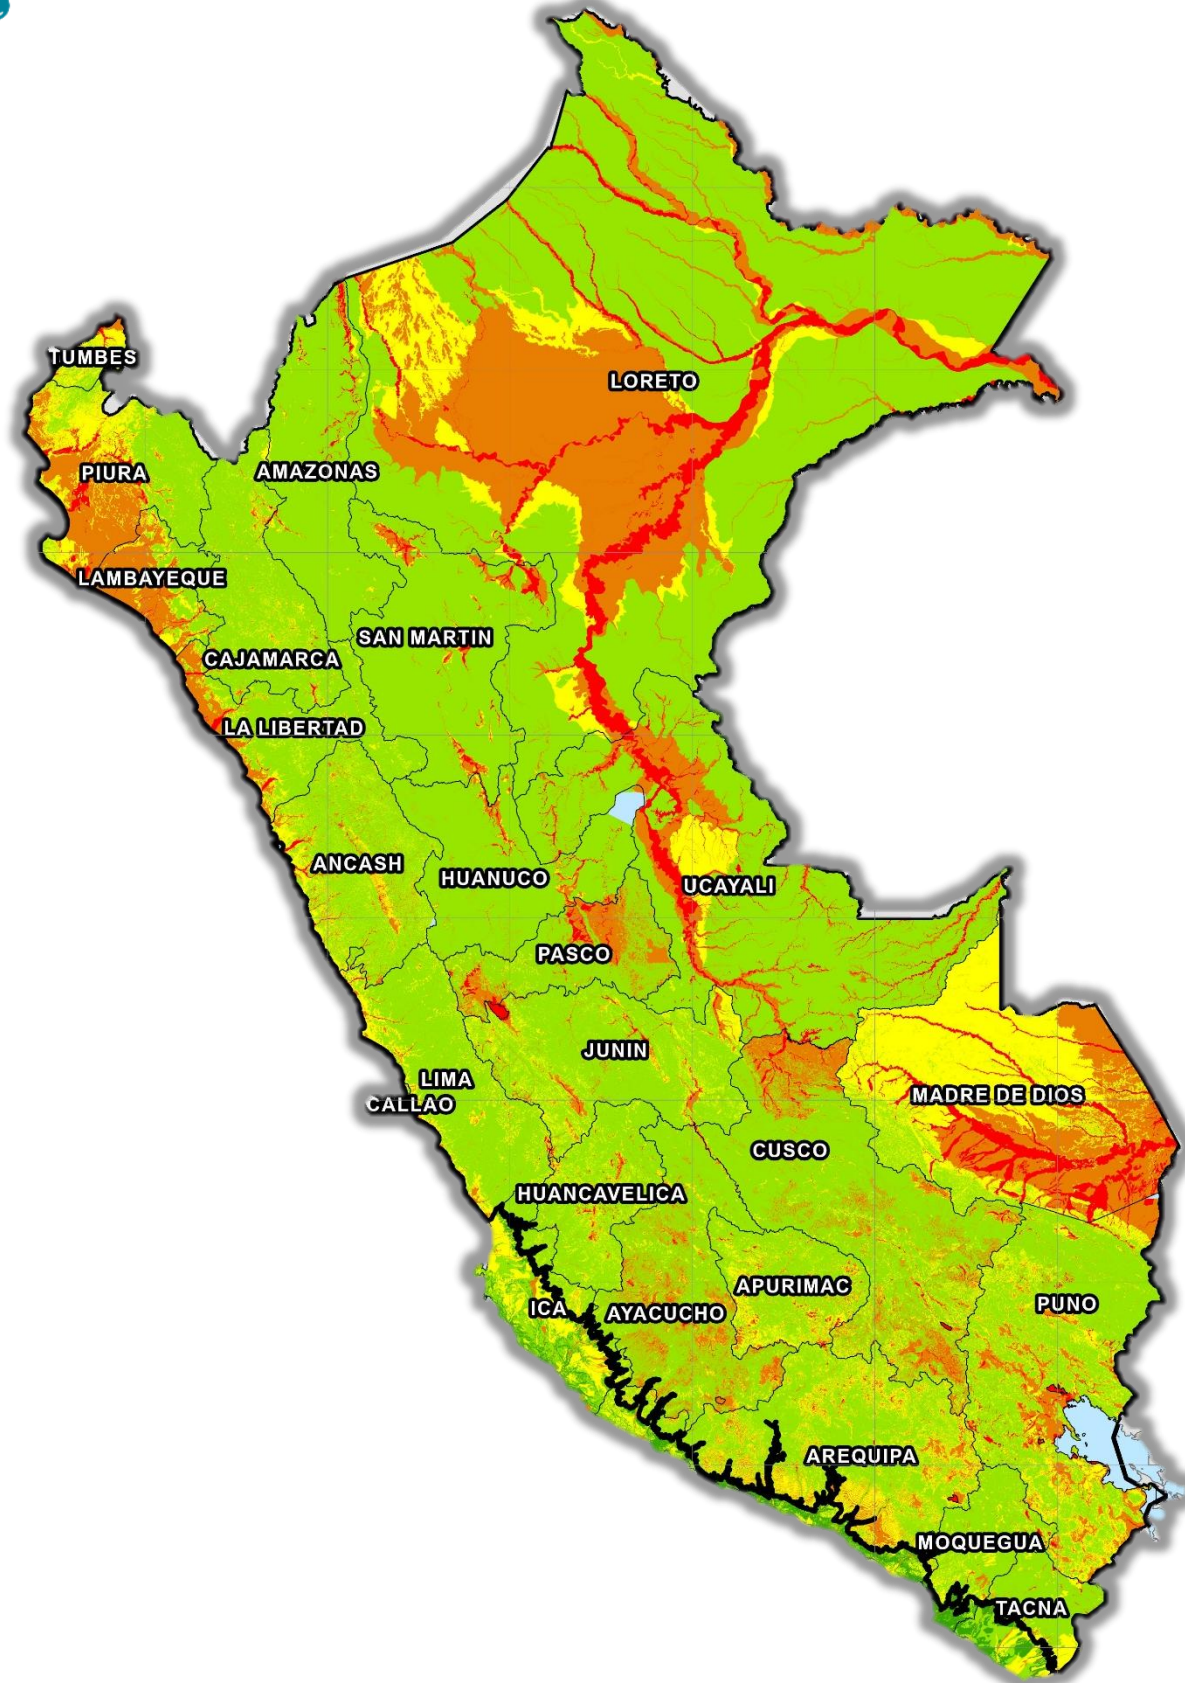 TUMBES
LORETO
PIURA
AMAZONAS
LAMBAYEQUE
SAN MARTIN
CAJAMARCA
LA LIBERTAD
ANCASH
HUANUCO
UCAYALI
PASCO
JUNIN
LIMA
MADRE DE DIOS
CALLAO
CUSCO
HUANCAVELICA
APURIMAC
PUNO
ICA
AYACUCHO
AREQUIPA
MOQUEGUA
TACNA